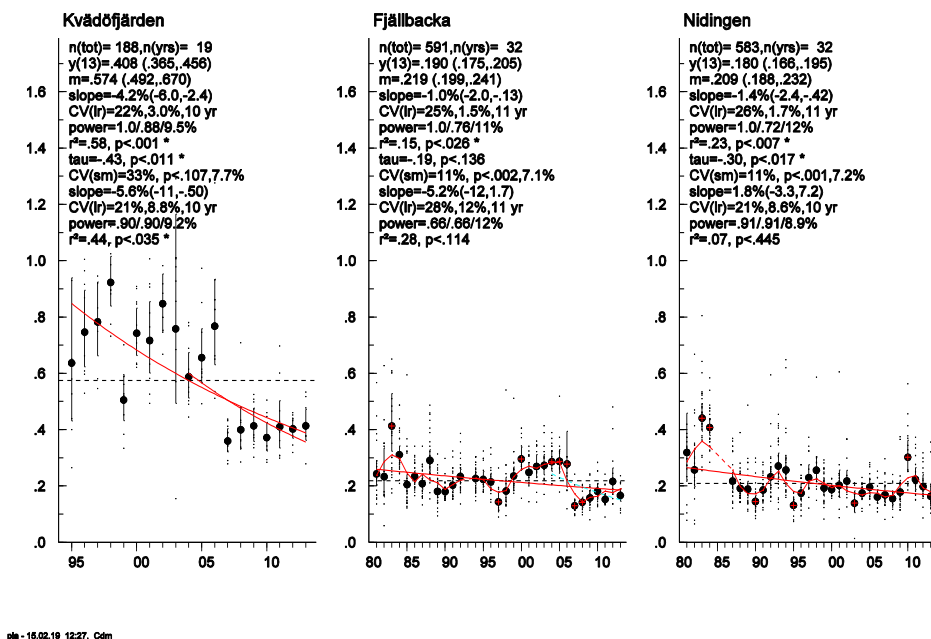 Kvädöfjärden
n(tot)= 188,n(yrs)= 19
y(13)=.408 (.365,.456)
m=.574 (.492,.670)
slope=-4.2%(-6.0,-2.4)
CV(lr)=22%,3.0%,10 yr
power=1.0/.88/9.5%
r²=.58, p<.001 *
tau=-.43, p<.011 *
CV(sm)=33%, p<.107,7.7%
slope=-5.6%(-11,-.50)
CV(lr)=21%,8.8%,10 yr
power=.90/.90/9.2%
r²=.44, p<.035 *
1.6
1.4
1.2
1.0
.8
.6
.4
.2
.0
95 00 05 10
Fjällbacka
n(tot)= 591,n(yrs)= 32
y(13)=.190 (.175,.205)
m=.219 (.199,.241)
slope=-1.0%(-2.0,-.13)
CV(lr)=25%,1.5%,11 yr
power=1.0/.76/11%
r²=.15, p<.026 *
tau=-.19, p<.136
CV(sm)=11%, p<.002,7.1%
slope=-5.2%(-12,1.7)
CV(lr)=28%,12%,11 yr
power=.66/.66/12%
r²=.28, p<.114
1.6
1.4
1.2
1.0
.8
.6
.4
.2
.0
80 85 90 95 00 05 10
Nidingen
n(tot)= 583,n(yrs)= 32
y(13)=.180 (.166,.195)
m=.209 (.188,.232)
slope=-1.4%(-2.4,-.42)
CV(lr)=26%,1.7%,11 yr
power=1.0/.72/12%
r²=.23, p<.007 *
tau=-.30, p<.017 *
CV(sm)=11%, p<.001,7.2%
slope=1.8%(-3.3,7.2)
CV(lr)=21%,8.6%,10 yr
power=.91/.91/8.9%
r²=.07, p<.445
1.6
1.4
1.2
1.0
.8
.6
.4
.2
.0
80 85 90 95 00 05 10
pia - 15.02.19 12:27, Cdm